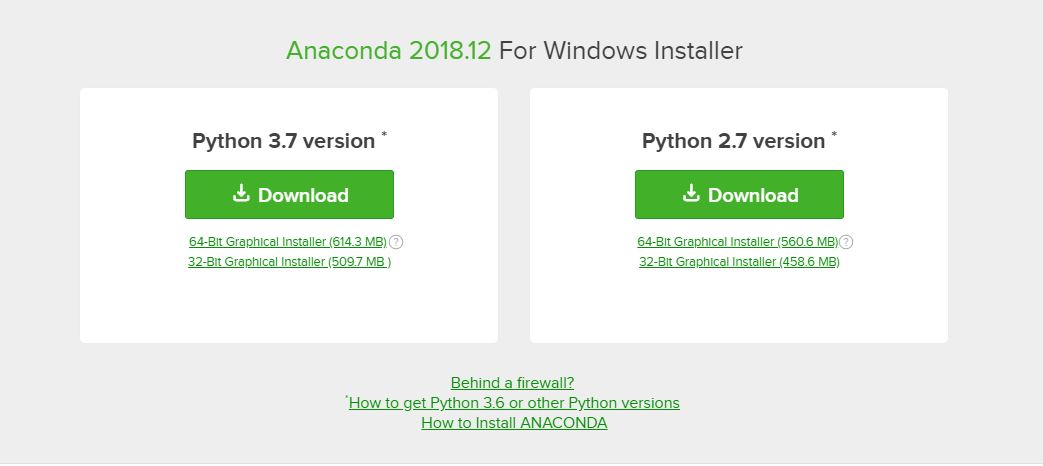 Anaconda 2018.12 For Windows Installer
Python 3.7 version *
Download
64-Bit Graphical Installer (614.3 MB) ?
32-Bit Graphical Installer (509.7 MB )
Python 2.7 version *
Download
64-Bit Graphical Installer (560.6 MB) ?
32-Bit Graphical Installer (458.6 MB)
Behind a firewall?
*How to get Python 3.6 or other Python versions
How to Install ANACONDA